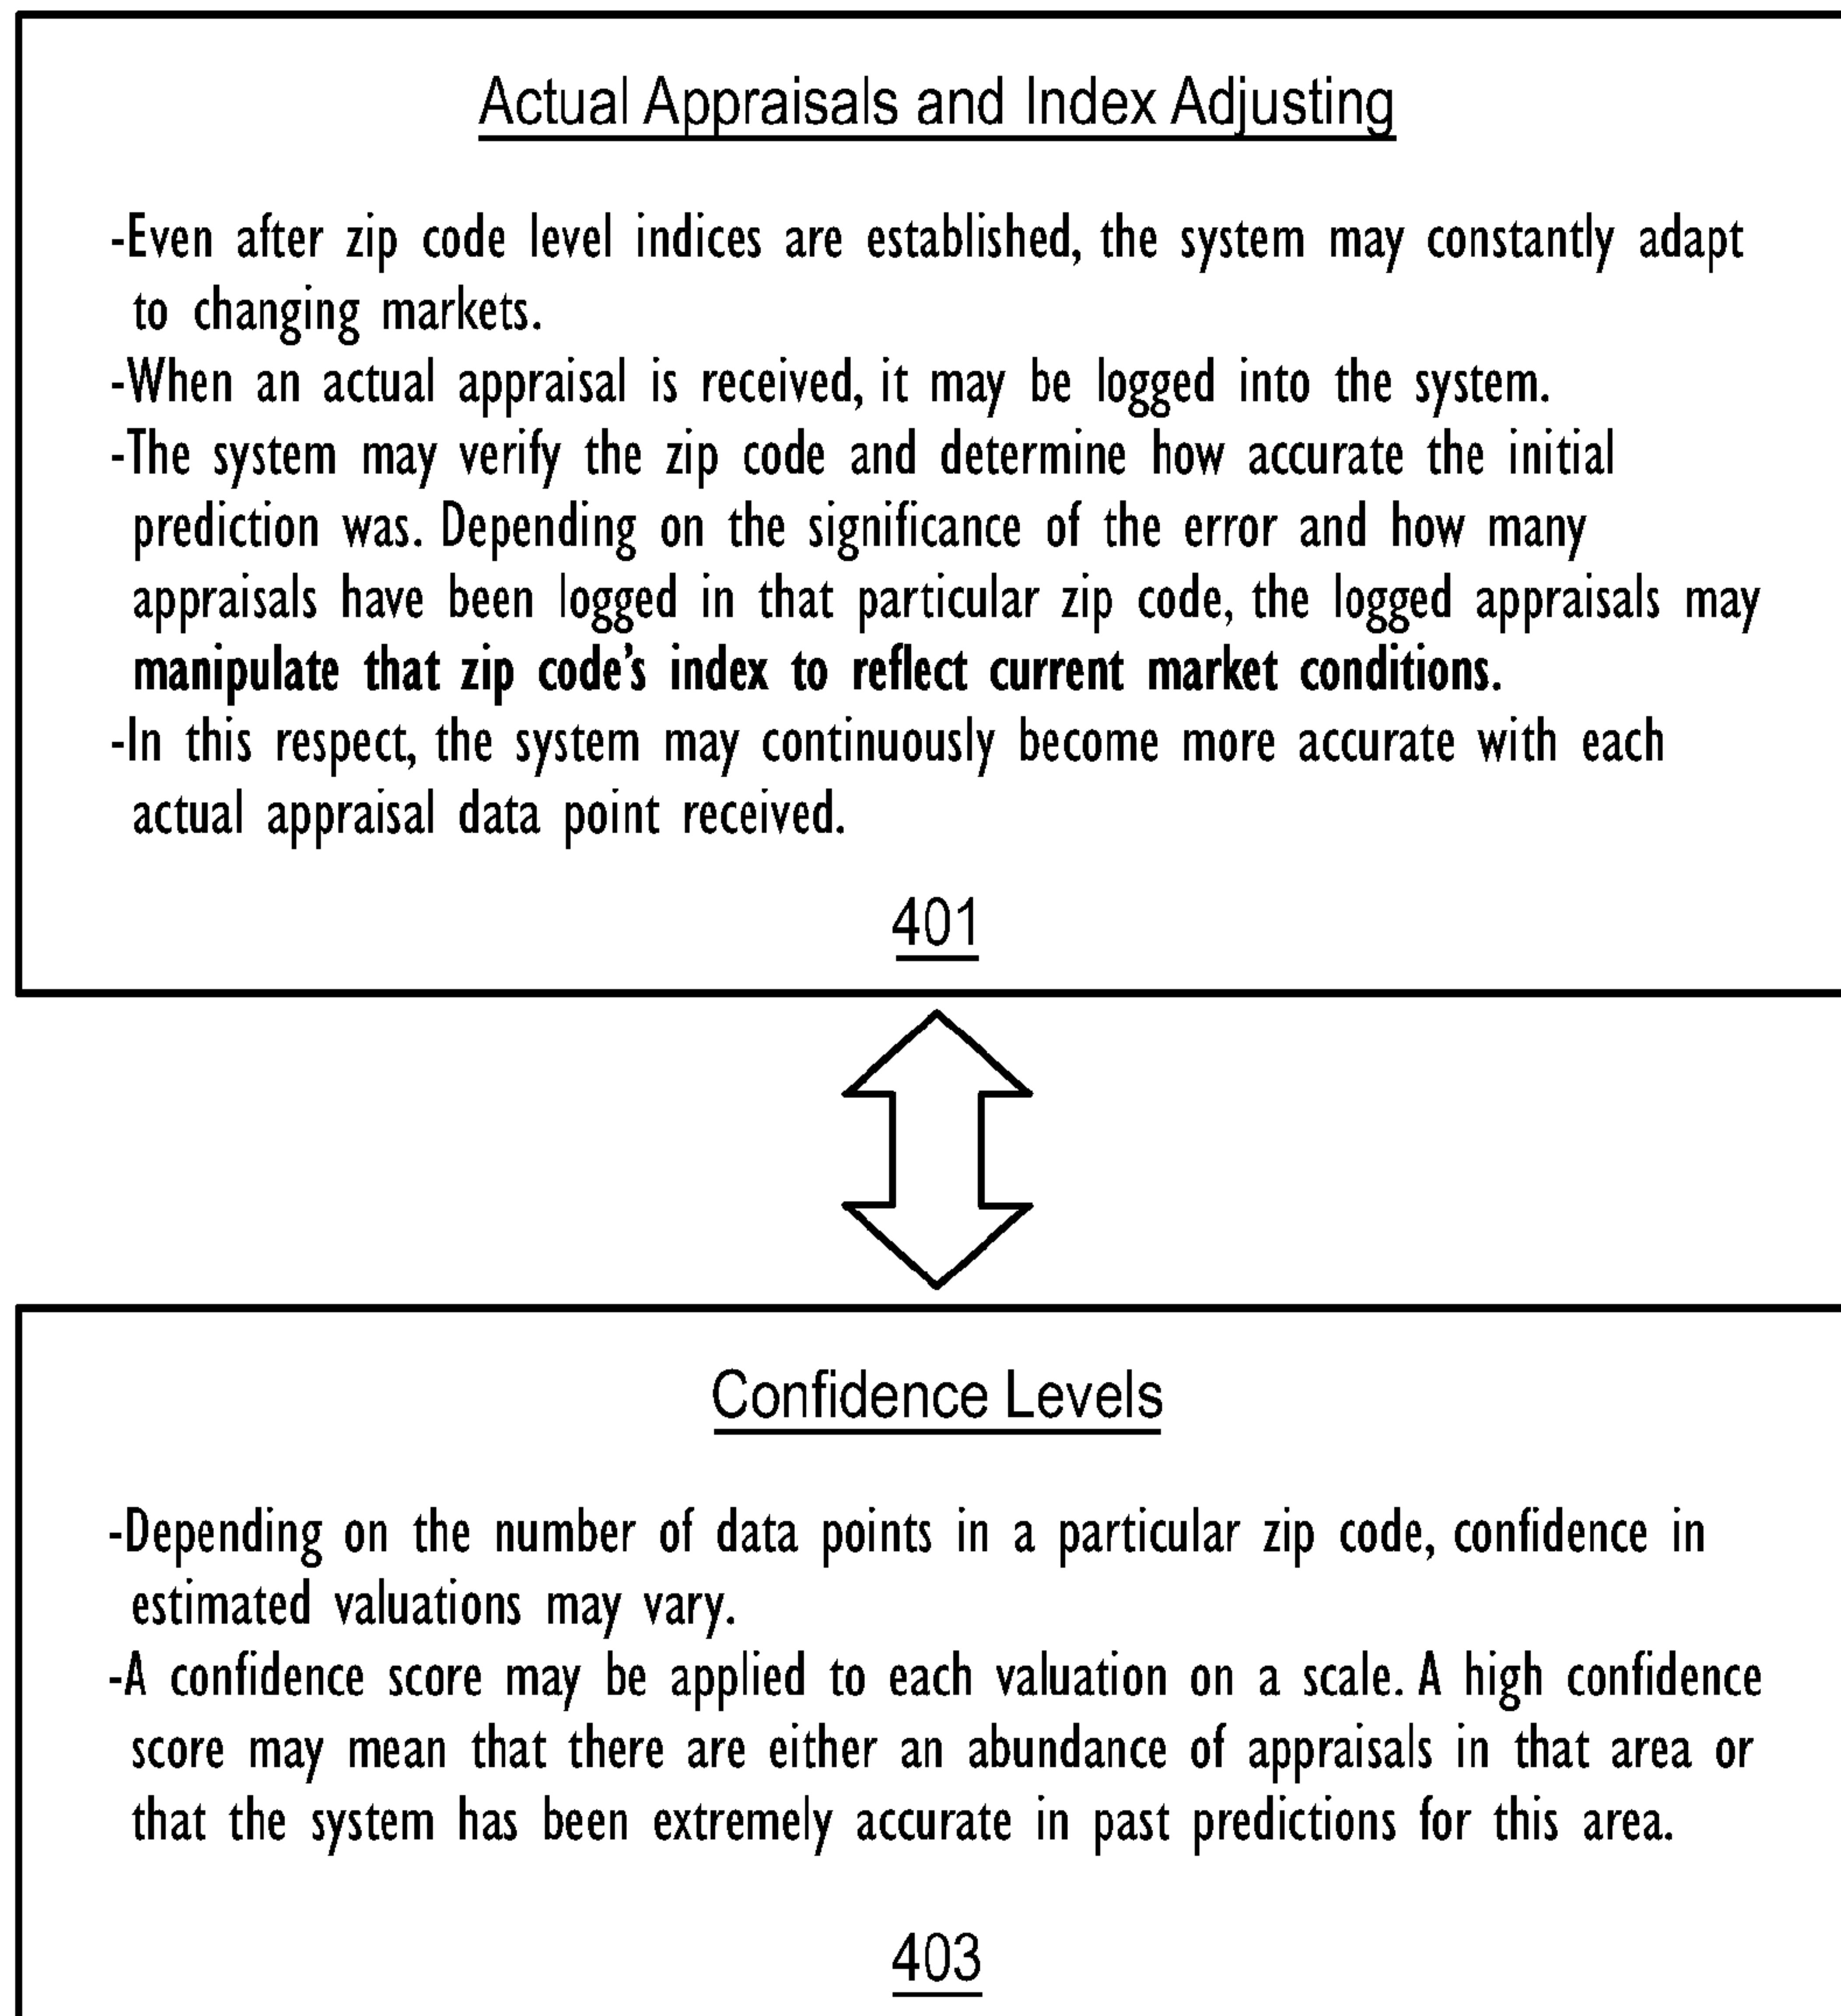 Actual Appraisals and Index Adjusting
-Even after zip code level indices are established, the system may constantly adapt
to changing markets.
-When an actual appraisal is received, it may be logged into the system.
-The system may verify the zip code and determine how accurate the initial
prediction was. Depending on the significance of the error and how many
appraisals have been logged in that particular zip code, the logged appraisals may
manipulate that zip code's index to reflect current market conditions.
-In this respect, the system may continuously become more accurate with each
actual appraisal data point received.
401
Confidence Levels
-Depending on the number of data points in a particular zip code, confidence in
estimated valuations may vary.
-A confidence score may be applied to each valuation on a scale. A high confidence
score may mean that there are either an abundance of appraisals in that area or
that the system has been extremely accurate in past predictions for this area.
403